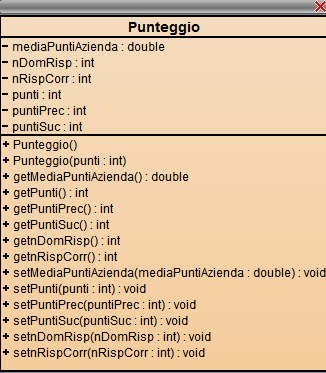 Punteggio
- mediaPuntiAzienda : double
- nDomRisp : int
- nRispCorr : int
- punti : int
- puntiPrec : int
- puntiSuc : int
+ Punteggio()
+ Punteggio(punti : int)
+ getMediaPuntiAzienda() : double
+ getPunti() : int
+ getPuntiPrec() : int
+ getPuntiSuc() : int
+ getnDomRisp() : int
+ getnRispCorr() : int
+ setMediaPuntiAzienda(mediaPuntiAzienda : double) : void
+ setPunti(punti : int) : void
+ setPuntiPrec(puntiPrec : int) : void
+ setPuntiSuc(puntiSuc : int) : void
+ setnDomRisp(nDomRisp : int) : void
+ setnRispCorr(nRispCorr : int) : void